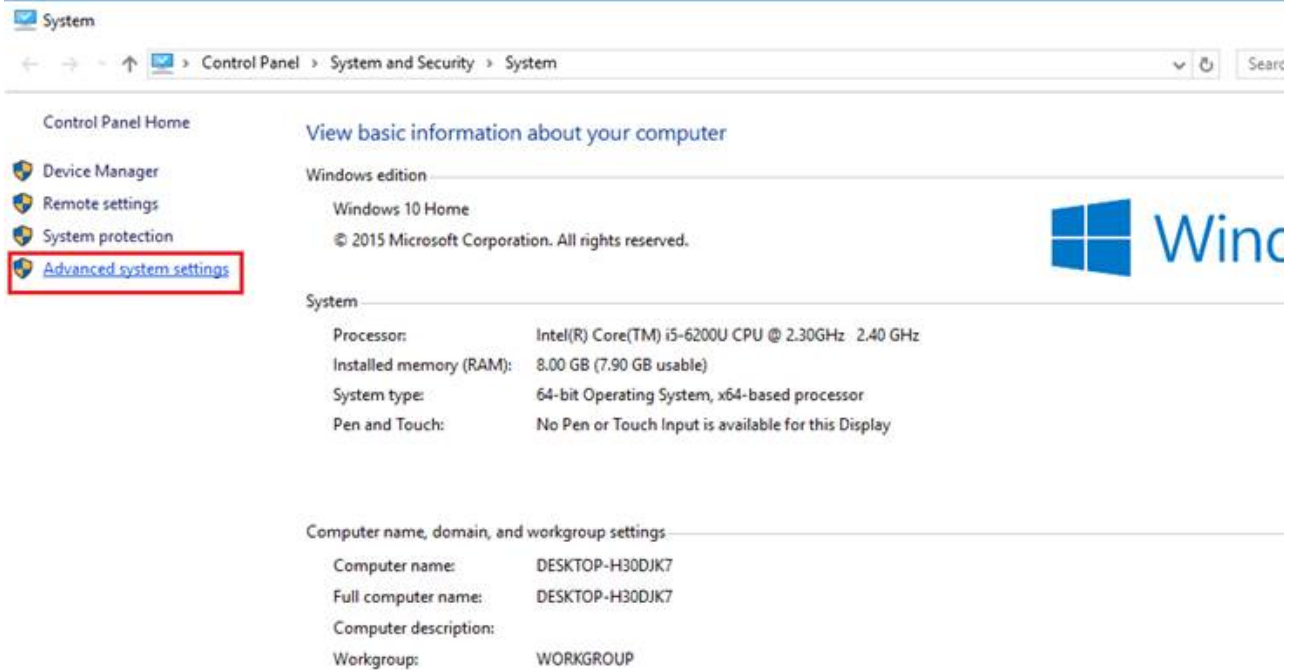 System
Control Panel > System and Security > System
Control Panel Home
Device Manager
Remote settings
System protection
Advanced system settings
View basic information about your computer
Windows edition
Windows 10 Home
© 2015 Microsoft Corporation. All rights reserved.
System
Processor: Intel(R) Core(TM) i5-6200U CPU @ 2.30GHz 2.40 GHz
Installed memory (RAM): 8.00 GB (7.90 GB usable)
System type: 64-bit Operating System, x64-based processor
Pen and Touch: No Pen or Touch Input is available for this Display
Computer name, domain, and workgroup settings
Computer name: DESKTOP-H30DJK7
Full computer name: DESKTOP-H30DJK7
Computer description:
Workgroup: WORKGROUP